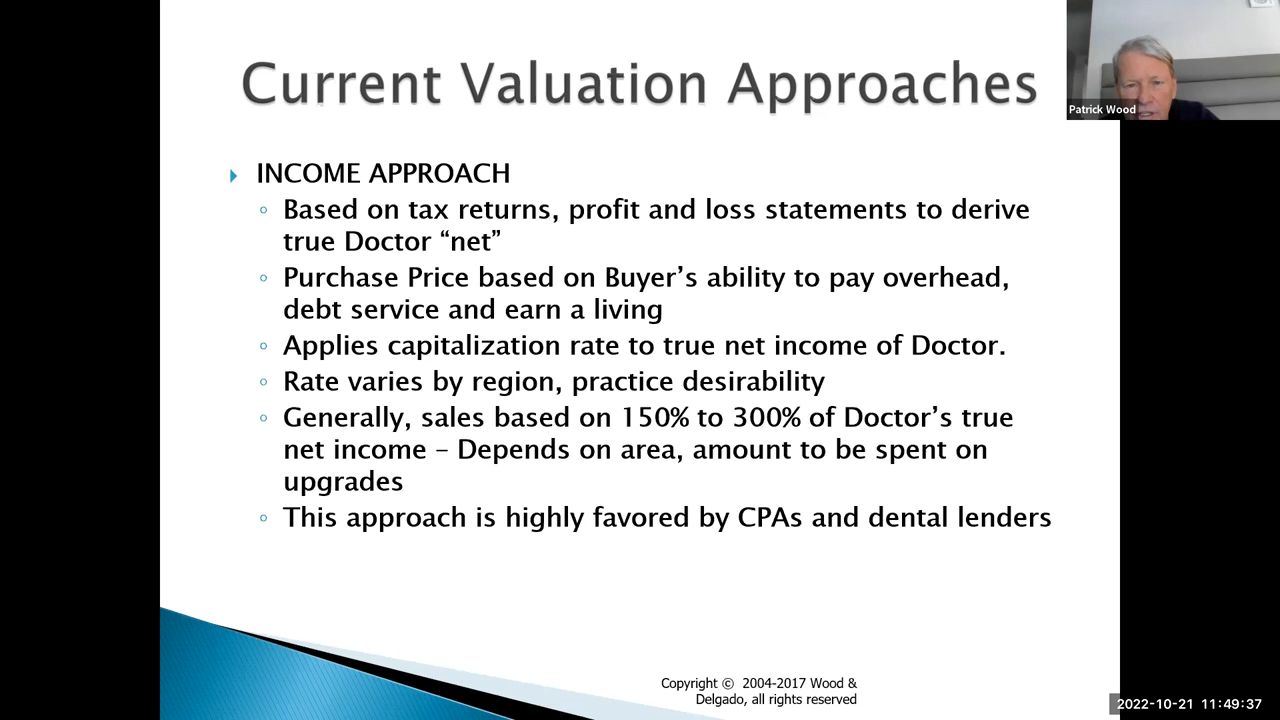 Current Valuation Approaches
Patrick Wood
INCOME APPROACH
Based on tax returns, profit and loss statements to derive
true Doctor “net”
Purchase Price based on Buyer’s ability to pay overhead,
debt service and earn a living
Applies capitalization rate to true net income of Doctor.
Rate varies by region, practice desirability
Generally, sales based on 150% to 300% of Doctor’s true
net income – Depends on area, amount to be spent on
upgrades
This approach is highly favored by CPAs and dental lenders
Copyright © 2004-2017 Wood &
Delgado, all rights reserved
2022-10-21 11:49:37